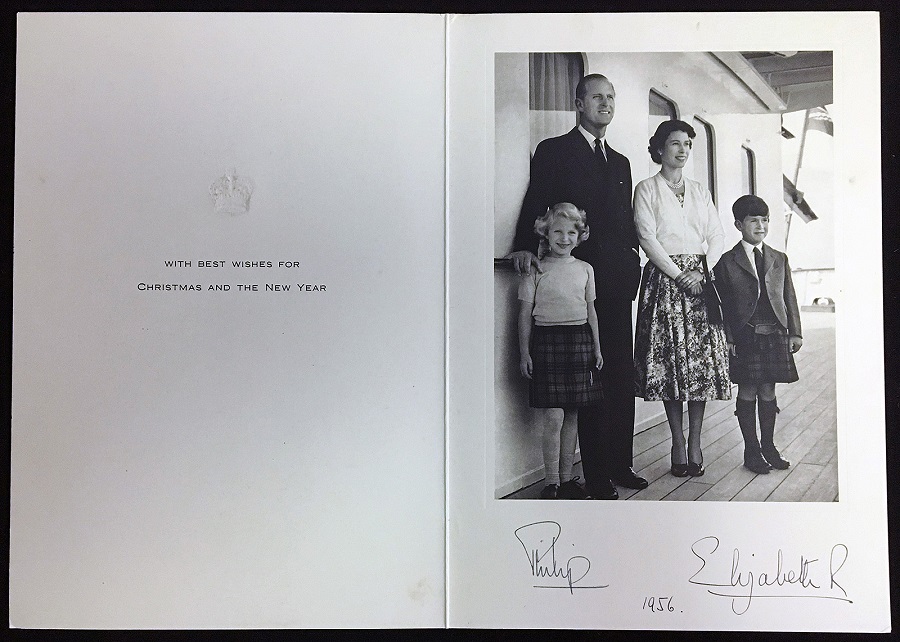 WITH BEST WISHES FOR
CHRISTMAS AND THE NEW YEAR
Philip
Elizabeth R
1956.